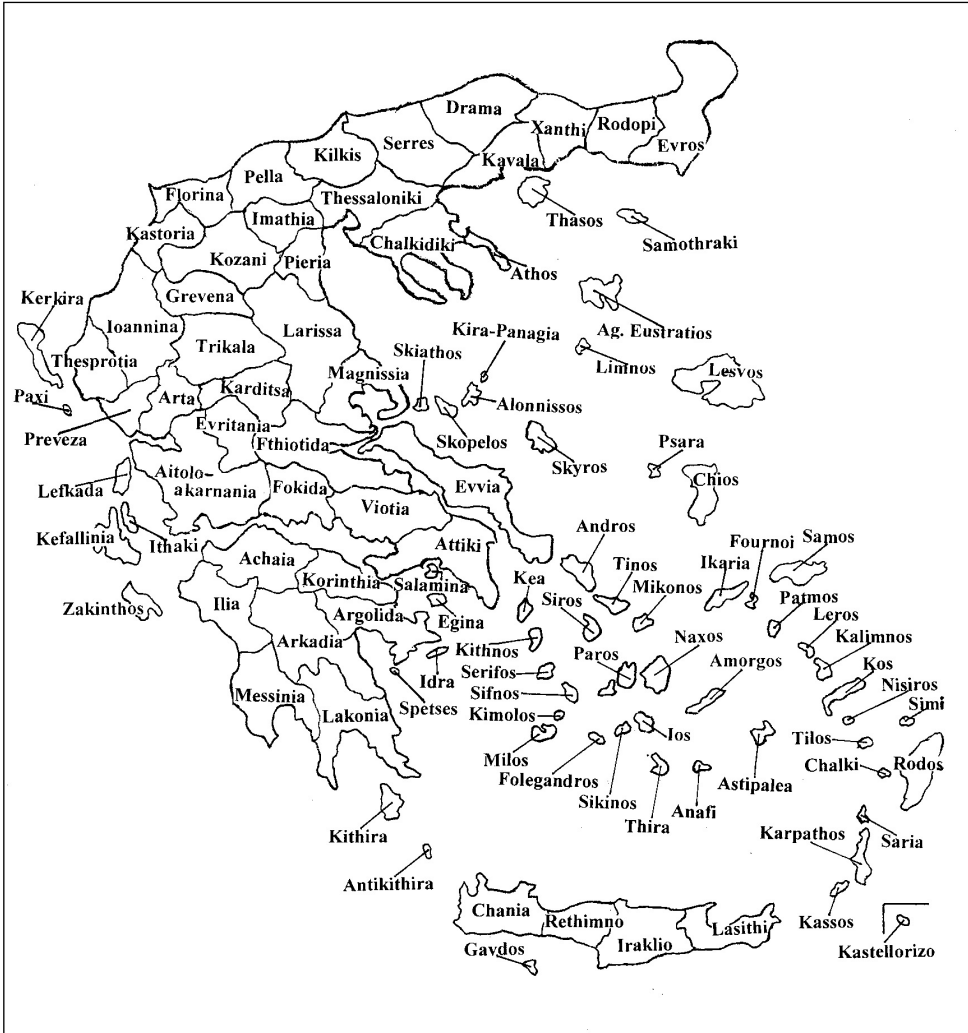 Drama
Xanthi
Rodopi
Serres
Evros
Kilkis
Kavala
Pella
Florina
Thessaloniki
Imathia
Thasos
Kastoria
Chalkidiki
Samothraki
Kozani
Pieria
Athos
Grevena
Kerkira
Ioannina
Larissa
Kira-Panagia
Ag. Eustratios
Trikala
Skiathos
Thesprotia
Limnos
Lesvos
Magnissia
Karditsa
Paxi
Arta
Alonnissos
Evritania
Preveza
Fthiotida
Skopelos
Psara
Skyros
Aitolo-
akarnania
Chios
Lefkada
Fokida
Evvia
Viotia
Andros
Kefallinia
Ithaki
Attiki
Fournoi
Samos
Achaia
Ikaria
Tinos
Korinthia
Salamina
Kea
Mikonos
Patmos
Zakinthos
Ilia
Argolida
Egina
Siros
Leros
Kalimnos
Arkadia
Kithnos
Naxos
Paros
Amorgos
Kos
Idra
Serifos
Nisiros
Messinia
Sifnos
Spetses
Simi
Lakonia
Kimolos
Ios
Tilos
Milos
Folegandros
Chalki
Rodos
Sikinos
Anafi
Astipalea
Thira
Kithira
Karpathos
Saria
Antikithira
Chania
Rethimno
Lasithi
Kassos
Iraklio
Gavdos
Kastellorizo